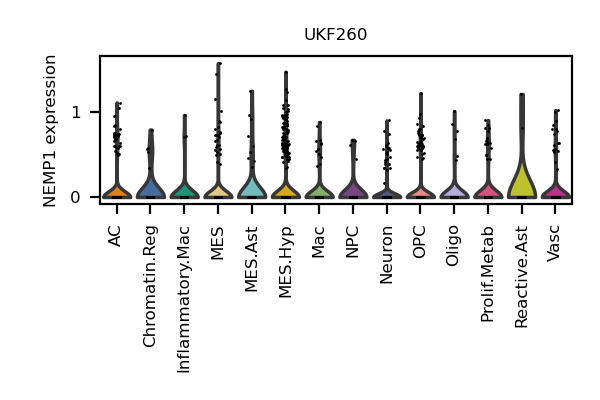 UKF260
NEMP1 expression
1
0
AC
Chromatin.Reg
Inflammatory.Mac
MES
MES.Ast
MES.Hyp
Mac
NPC
Neuron
OPC
Oligo
Prolif.Metab
Reactive.Ast
Vasc